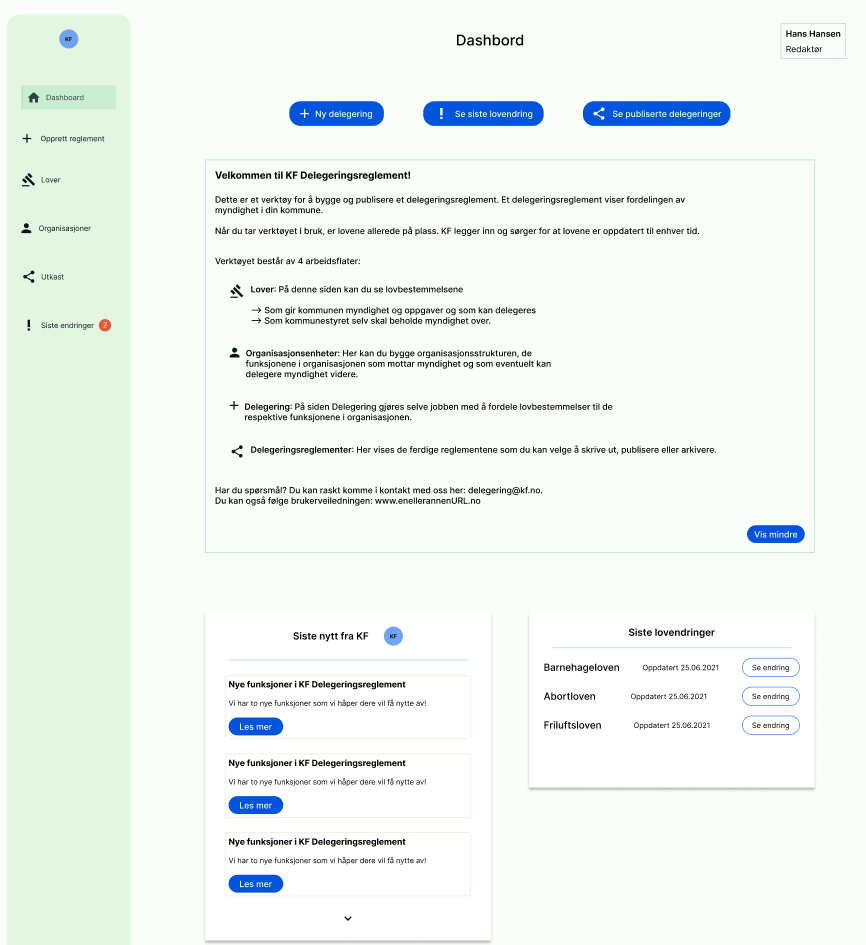 KF
Dashbord
Hans Hansen
Redaktør
Dashboard
Opprett reglement
Lover
Organisasjoner
Utkast
Siste endringer 2
Ny delegering
Se siste lovendring
Se publiserte delegeringer
Velkommen til KF Delegeringsreglement!
Dette er et verktøy for å bygge og publisere et delegeringsreglement. Et delegeringsreglement viser fordelingen av
myndighet i din kommune.
Når du tar verktøyet i bruk, er lovene allerede på plass. KF legger inn og sørger for at lovene er oppdatert til enhver tid.
Verktøyet består av 4 arbeidsflater:
Lover: På denne siden kan du se lovbestemmelsene
→ Som gir kommunen myndighet og oppgaver og som kan delegeres
→ Som kommunestyret selv skal beholde myndighet over.
Organisasjonsenheter: Her kan du bygge organisasjonsstrukturen, de
funksjonene i organisasjonen som mottar myndighet og som eventuelt kan
delegere myndighet videre.
Delegering: På siden Delegering gjøres selve jobben med å fordele lovbestemmelser til de
respektive funksjonene i organisasjonen.
Delegeringsreglementer: Her vises de ferdige reglementene som du kan velge å skrive ut, publisere eller arkivere.
Har du spørsmål? Du kan raskt komme i kontakt med oss her: delegering@kf.no.
Du kan også følge brukerveiledningen: www.enellerannenURL.no
Vis mindre
Siste nytt fra KF KF
Nye funksjoner i KF Delegeringsreglement
Vi har to nye funksjoner som vi håper dere vil få nytte av!
Les mer
Nye funksjoner i KF Delegeringsreglement
Vi har to nye funksjoner som vi håper dere vil få nytte av!
Les mer
Nye funksjoner i KF Delegeringsreglement
Vi har to nye funksjoner som vi håper dere vil få nytte av!
Les mer
Siste lovendringer
Barnehageloven Oppdatert 25.06.2021 Se endring
Abortloven Oppdatert 25.06.2021 Se endring
Friluftsloven Oppdatert 25.06.2021 Se endring